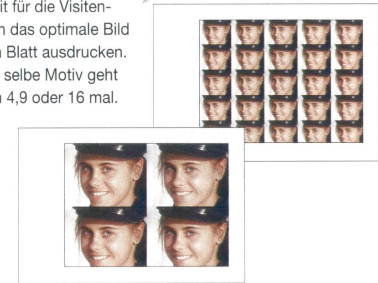 it für die Visiten-
n das optimale Bild
n Blatt ausdrucken.
selbe Motiv geht
n 4,9 oder 16 mal.